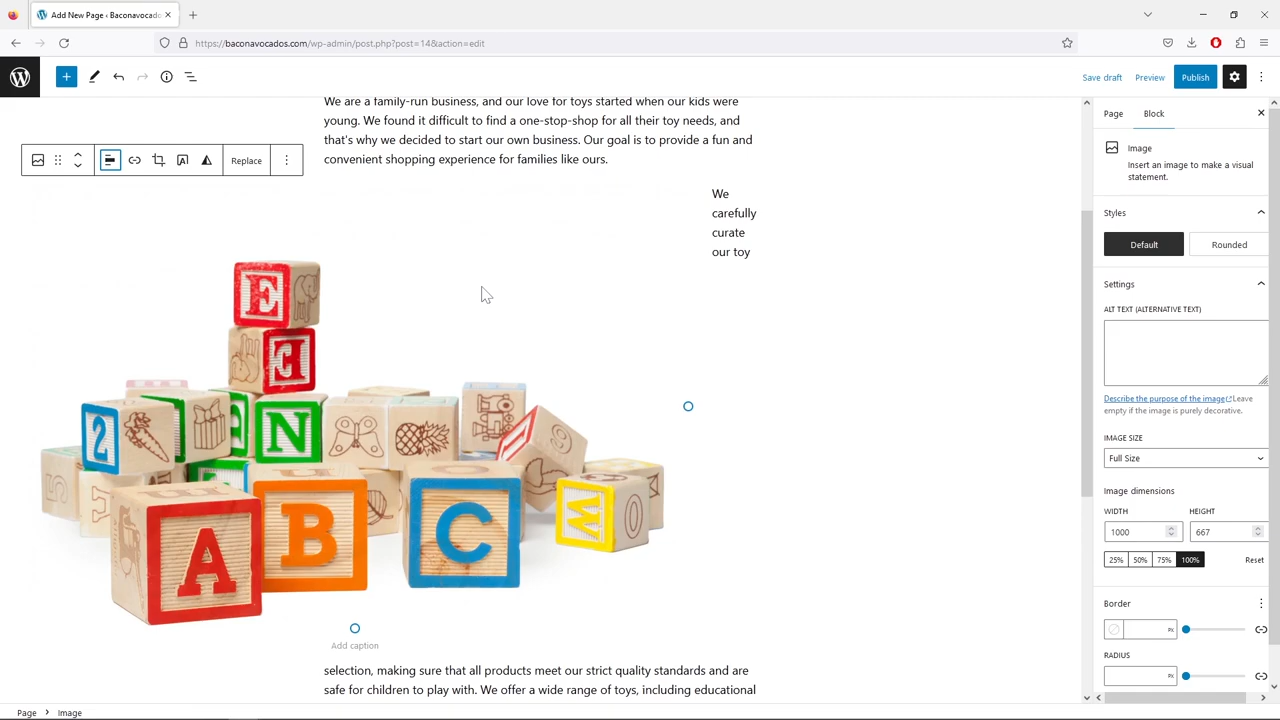 Add New Page ‹ Baconavocado
https://baconavocados.com/wp-admin/post.php?post=14&action=edit
Save draft
Preview
Publish
We are a family-run business, and our love for toys started when our kids were
young. We found it difficult to find a one-stop-shop for all their toy needs, and
that's why we decided to start our own business. Our goal is to provide a fun and
convenient shopping experience for families like ours.
Replace
We
carefully
curate
our toy
E
E
2
N
A
B
C
W
Add caption
selection, making sure that all products meet our strict quality standards and are
safe for children to play with. We offer a wide range of toys, including educational
Page
Block
Image
Insert an image to make a visual
statement.
Styles
Default
Rounded
Settings
ALT TEXT (ALTERNATIVE TEXT)
Describe the purpose of the image Leave
empty if the image is purely decorative.
IMAGE SIZE
Full Size
Image dimensions
WIDTH
HEIGHT
1000
667
25%
50%
75%
100%
Reset
Border
PX
RADIUS
PX
Page > Image